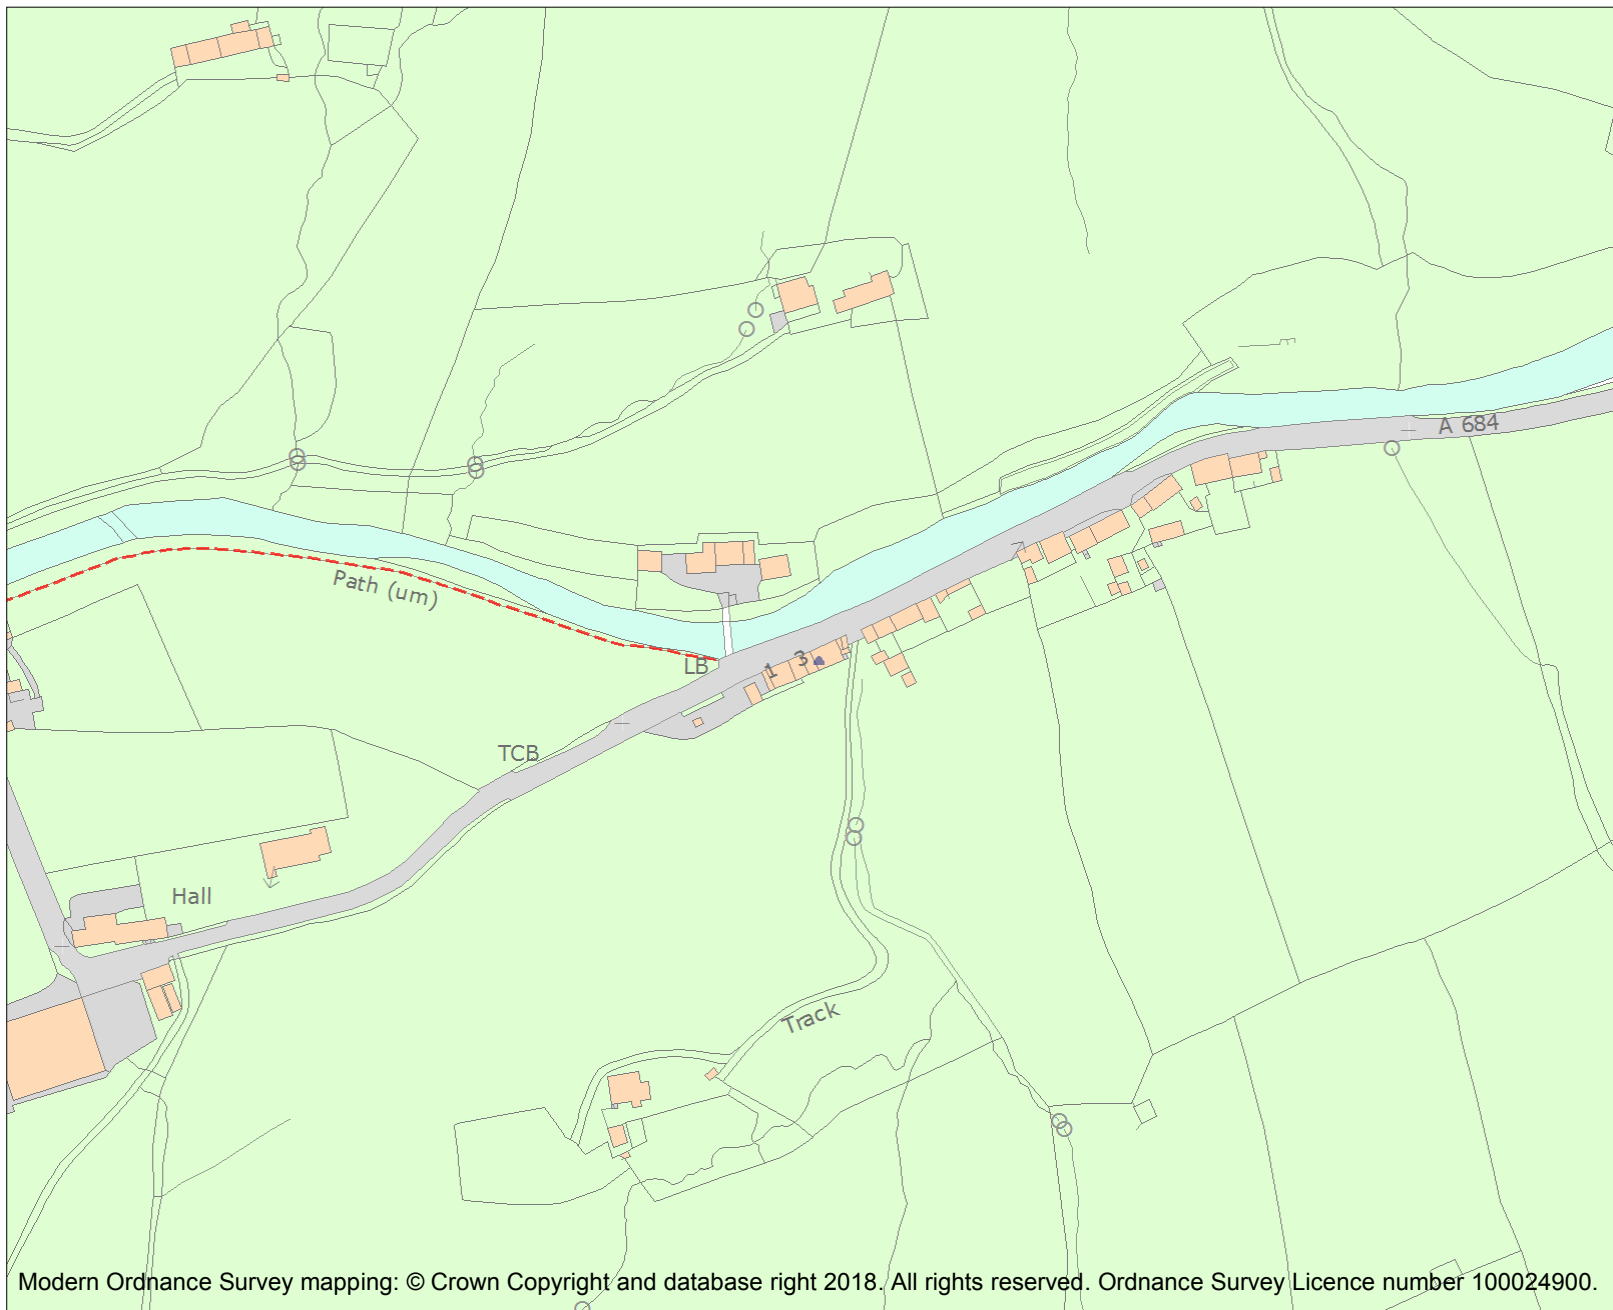 A 684
Path (um)
LB
1 3
TCB
Hall
Track
Modern Ordnance Survey mapping: © Crown Copyright and database right 2018. All rights reserved. Ordnance Survey Licence number 100024900.